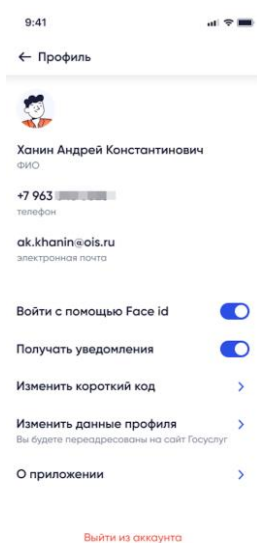 9:41
← Профиль
Ханин Андрей Константинович
ФИО
+7 963
телефон
ak.khanin@ois.ru
электронная почта
Войти с помощью Face id
Получать уведомления
Изменить короткий код
Изменить данные профиля
Вы будете переадресованы на сайт Госуслуг
О приложении
Выйти из аккаунта